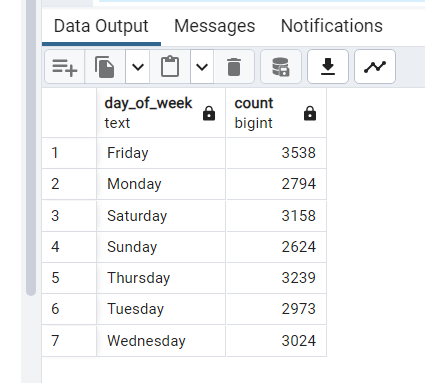 Data Output Messages Notifications
day_of_week count
text bigint
1 Friday 3538
2 Monday 2794
3 Saturday 3158
4 Sunday 2624
5 Thursday 3239
6 Tuesday 2973
7 Wednesday 3024